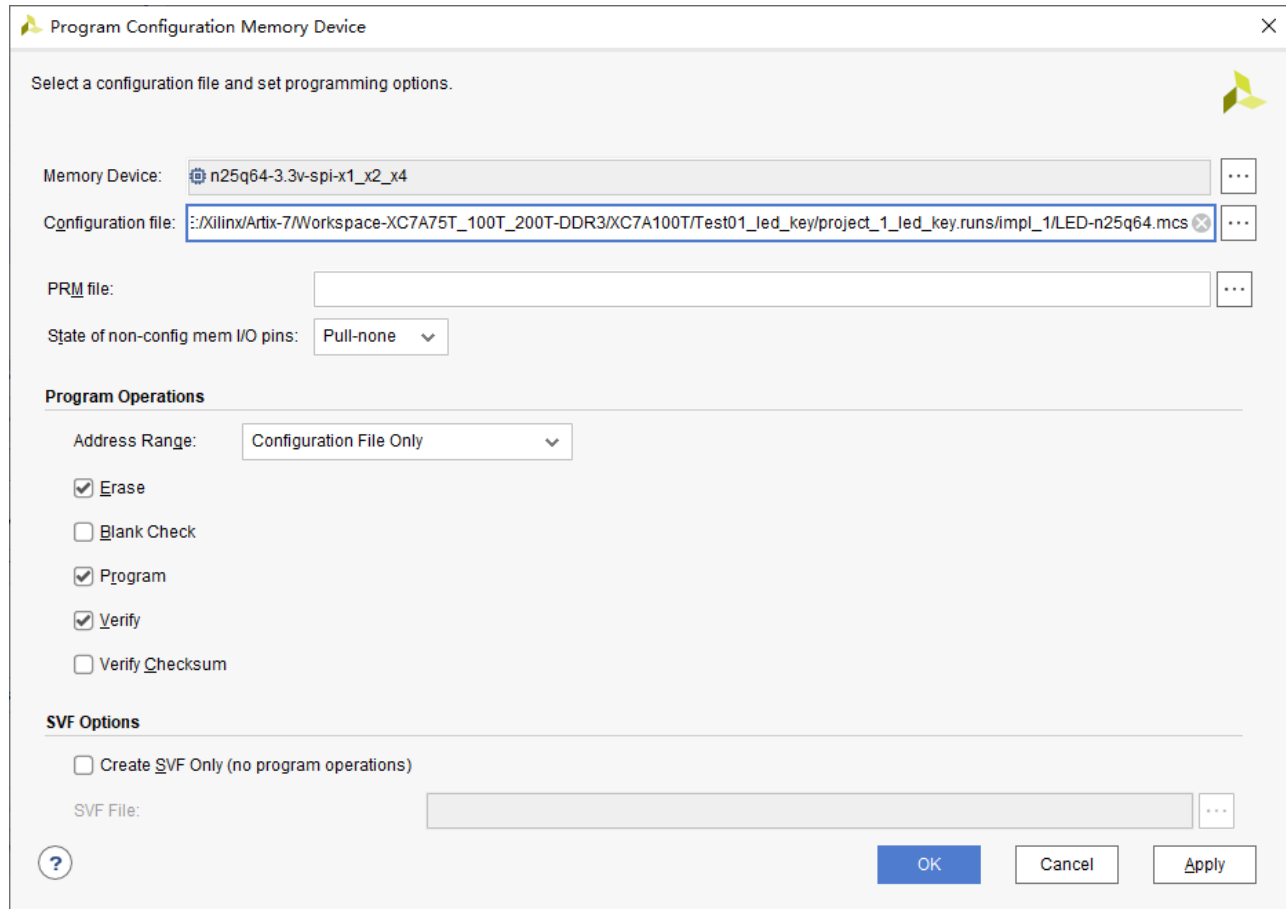 Program Configuration Memory Device
Select a configuration file and set programming options.
Memory Device: n25q64-3.3v-spi-x1_x2_x4 ...
Configuration file: :/Xilinx/Artix-7/Workspace-XC7A75T_100T_200T-DDR3/XC7A100T/Test01_led_key/project_1_led_key.runs/impl_1/LED-n25q64.mcs ...
PRM file: ...
State of non-config mem I/O pins: Pull-none
Program Operations
Address Range: Configuration File Only
Erase
Blank Check
Program
Verify
Verify Checksum
SVF Options
Create SVF Only (no program operations)
SVF File: ...
? OK Cancel Apply